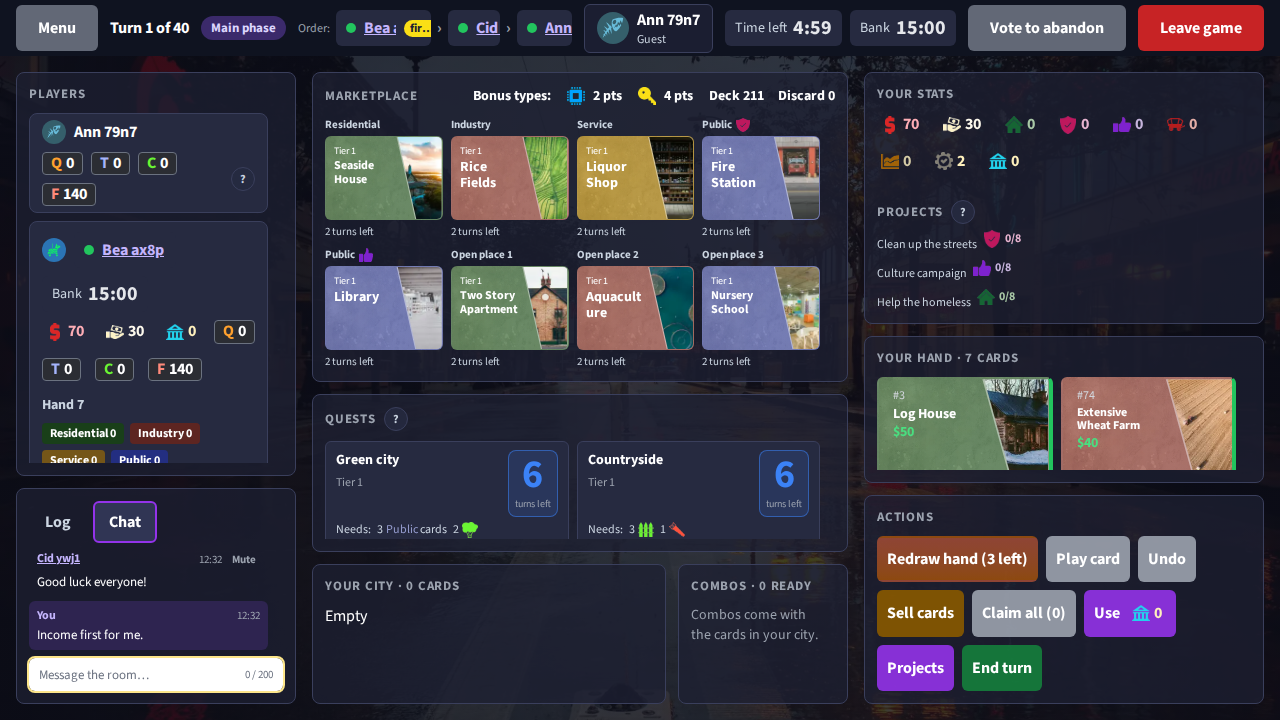 Menu
Turn 1 of 40
Main phase
Order:
Bea
fir…
›
Cid
›
Ann
Ann 79n7
Guest
Time left 4:59
Bank 15:00
Vote to abandon
Leave game
PLAYERS
Ann 79n7
Q 0
T 0
C 0
F 140
?
Bea ax8p
Bank 15:00
70
30
0
Q 0
T 0
C 0
F 140
Hand 7
Residential 0
Industry 0
Service 0
Public 0
Log
Chat
Cid ywj1
12:32
Mute
Good luck everyone!
You
12:32
Income first for me.
Message the room…
0 / 200
MARKETPLACE
Bonus types:
2 pts
4 pts
Deck 211
Discard 0
Residential
Industry
Service
Public
Tier 1
Seaside
House
Tier 1
Rice
Fields
Tier 1
Liquor
Shop
Tier 1
Fire
Station
2 turns left
2 turns left
2 turns left
2 turns left
Public
Open place 1
Open place 2
Open place 3
Tier 1
Library
Tier 1
Two Story
Apartment
Tier 1
Aquacult
ure
Tier 1
Nursery
School
2 turns left
2 turns left
2 turns left
2 turns left
QUESTS
?
Green city
Tier 1
6
turns left
Needs: 3 Public cards 2
Countryside
Tier 1
6
turns left
Needs: 3 1
YOUR CITY · 0 CARDS
Empty
COMBOS · 0 READY
Combos come with
the cards in your city.
YOUR STATS
70
30
0
0
0
0
0
2
0
PROJECTS
?
Clean up the streets 0/8
Culture campaign 0/8
Help the homeless 0/8
YOUR HAND · 7 CARDS
#3
Log House
$50
#74
Extensive
Wheat Farm
$40
ACTIONS
Redraw hand (3 left)
Play card
Undo
Sell cards
Claim all (0)
Use 0
Projects
End turn